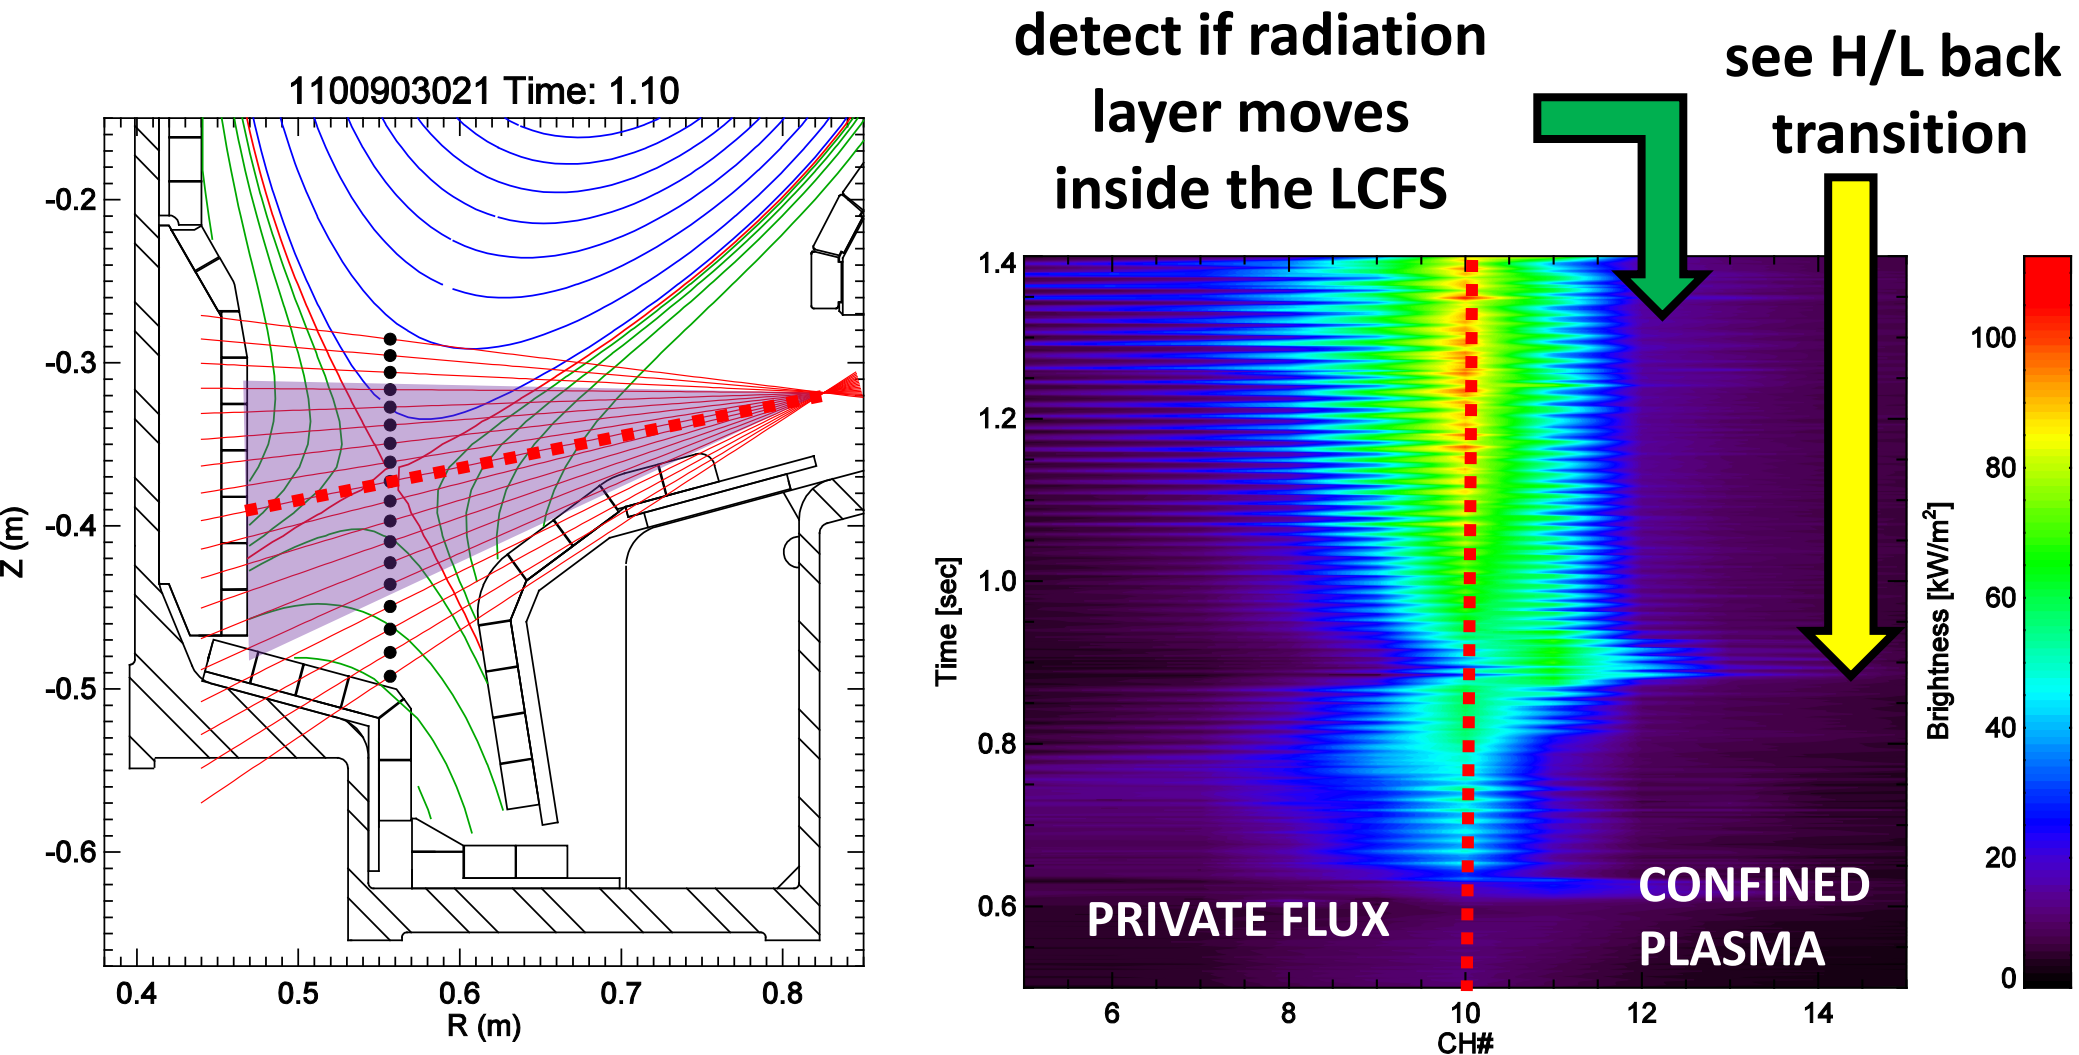 1100903021 Time: 1.10
-0.2
-0.3
-0.4
-0.5
-0.6
Z (m)
0.4 0.5 0.6 0.7 0.8
R (m)
detect if radiation
layer moves
inside the LCFS
see H/L back
transition
1.4
1.2
1.0
0.8
0.6
Time [sec]
PRIVATE FLUX
CONFINED
PLASMA
6 8 10 12 14
CH#
100
80
60
40
20
0
Brightness [kW/m²]